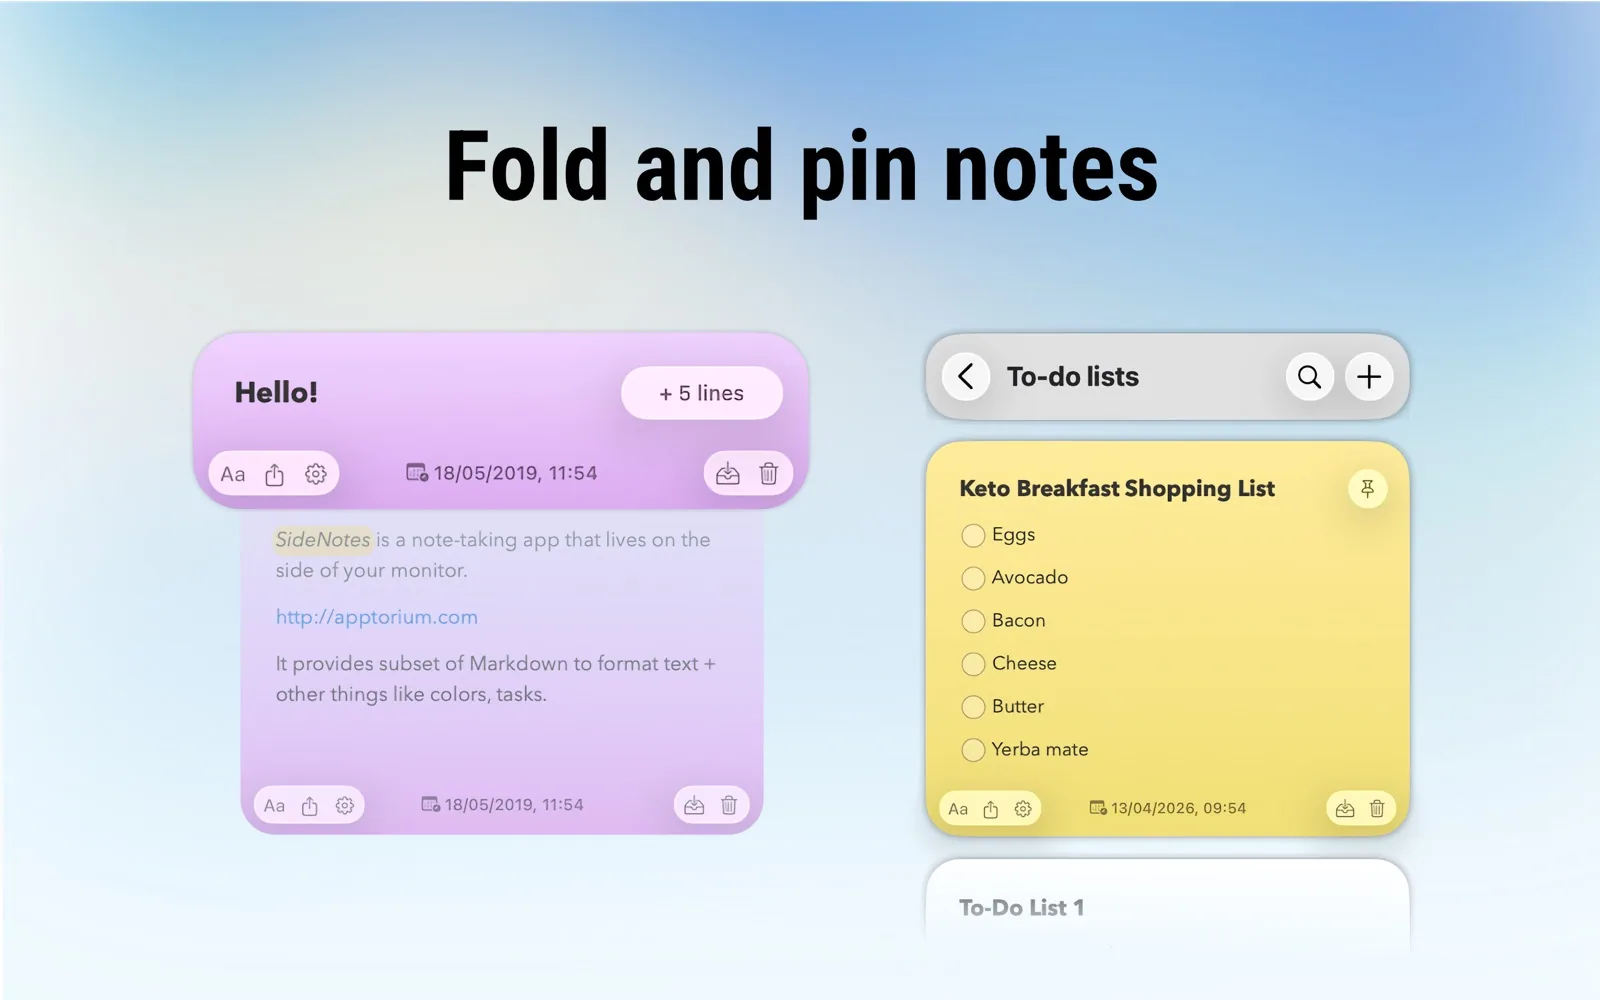 Fold and pin notes
Hello!
+ 5 lines
Aa
18/05/2019, 11:54
SideNotes is a note-taking app that lives on the
side of your monitor.
http://apptorium.com
It provides subset of Markdown to format text +
other things like colors, tasks.
Aa
18/05/2019, 11:54
To-do lists
Keto Breakfast Shopping List
Eggs
Avocado
Bacon
Cheese
Butter
Yerba mate
Aa
13/04/2026, 09:54
To-Do List 1